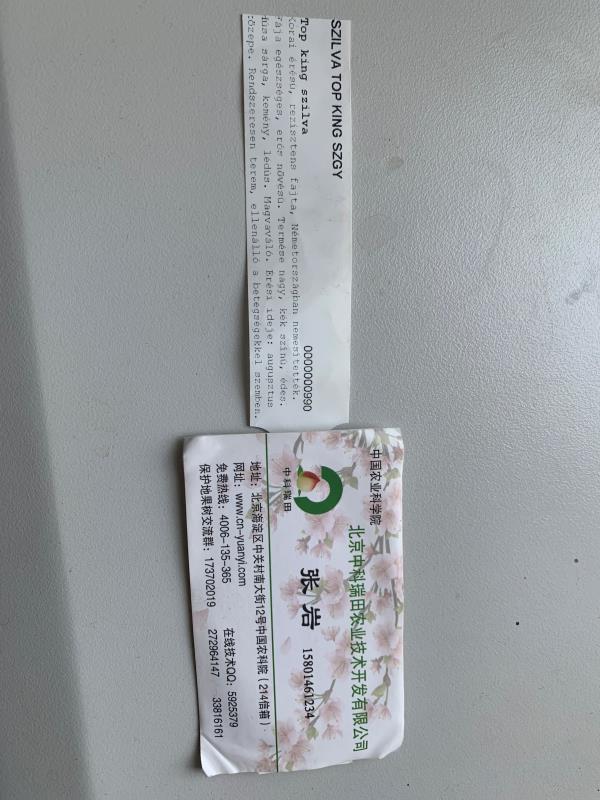 SZILVA TOP KING SZGY
0000000990
Top king szilva
Korai érésű, rezisztens fajta, Németországban nemesítették.
Fája egészséges, erős növésű. Termése nagy, kék színű, édes.
Húsa sárga, kemény, lédús. Magvaváló. Érési ideje: augusztus
közepe. Rendszeresen terem, ellenálló a betegségekkel szemben.
中国农业科学院
北京中科瑞田农业技术开发有限公司
中科瑞田
张岩 15801461234
地址：北京海淀区中关村南大街12号中国农科院（214信箱）
网址：www.cn-yuanyi.com
免费热线：4006-135-365 在线技术QQ：5925379
保护地果树交流群：173702019 272964147 33816161